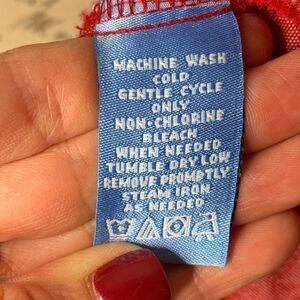 MACHINE WASH
COLD
GENTLE CYCLE
ONLY
NON-CHLORINE
BLEACH
WHEN NEEDED
TUMBLE DRY LOW
REMOVE PROMPTLY
STEAM IRON
AS NEEDED